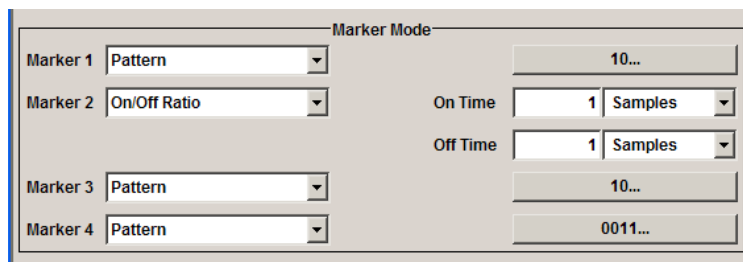 Marker Mode
Marker 1 Pattern 10...
Marker 2 On/Off Ratio On Time 1 Samples
Off Time 1 Samples
Marker 3 Pattern 10...
Marker 4 Pattern 0011...